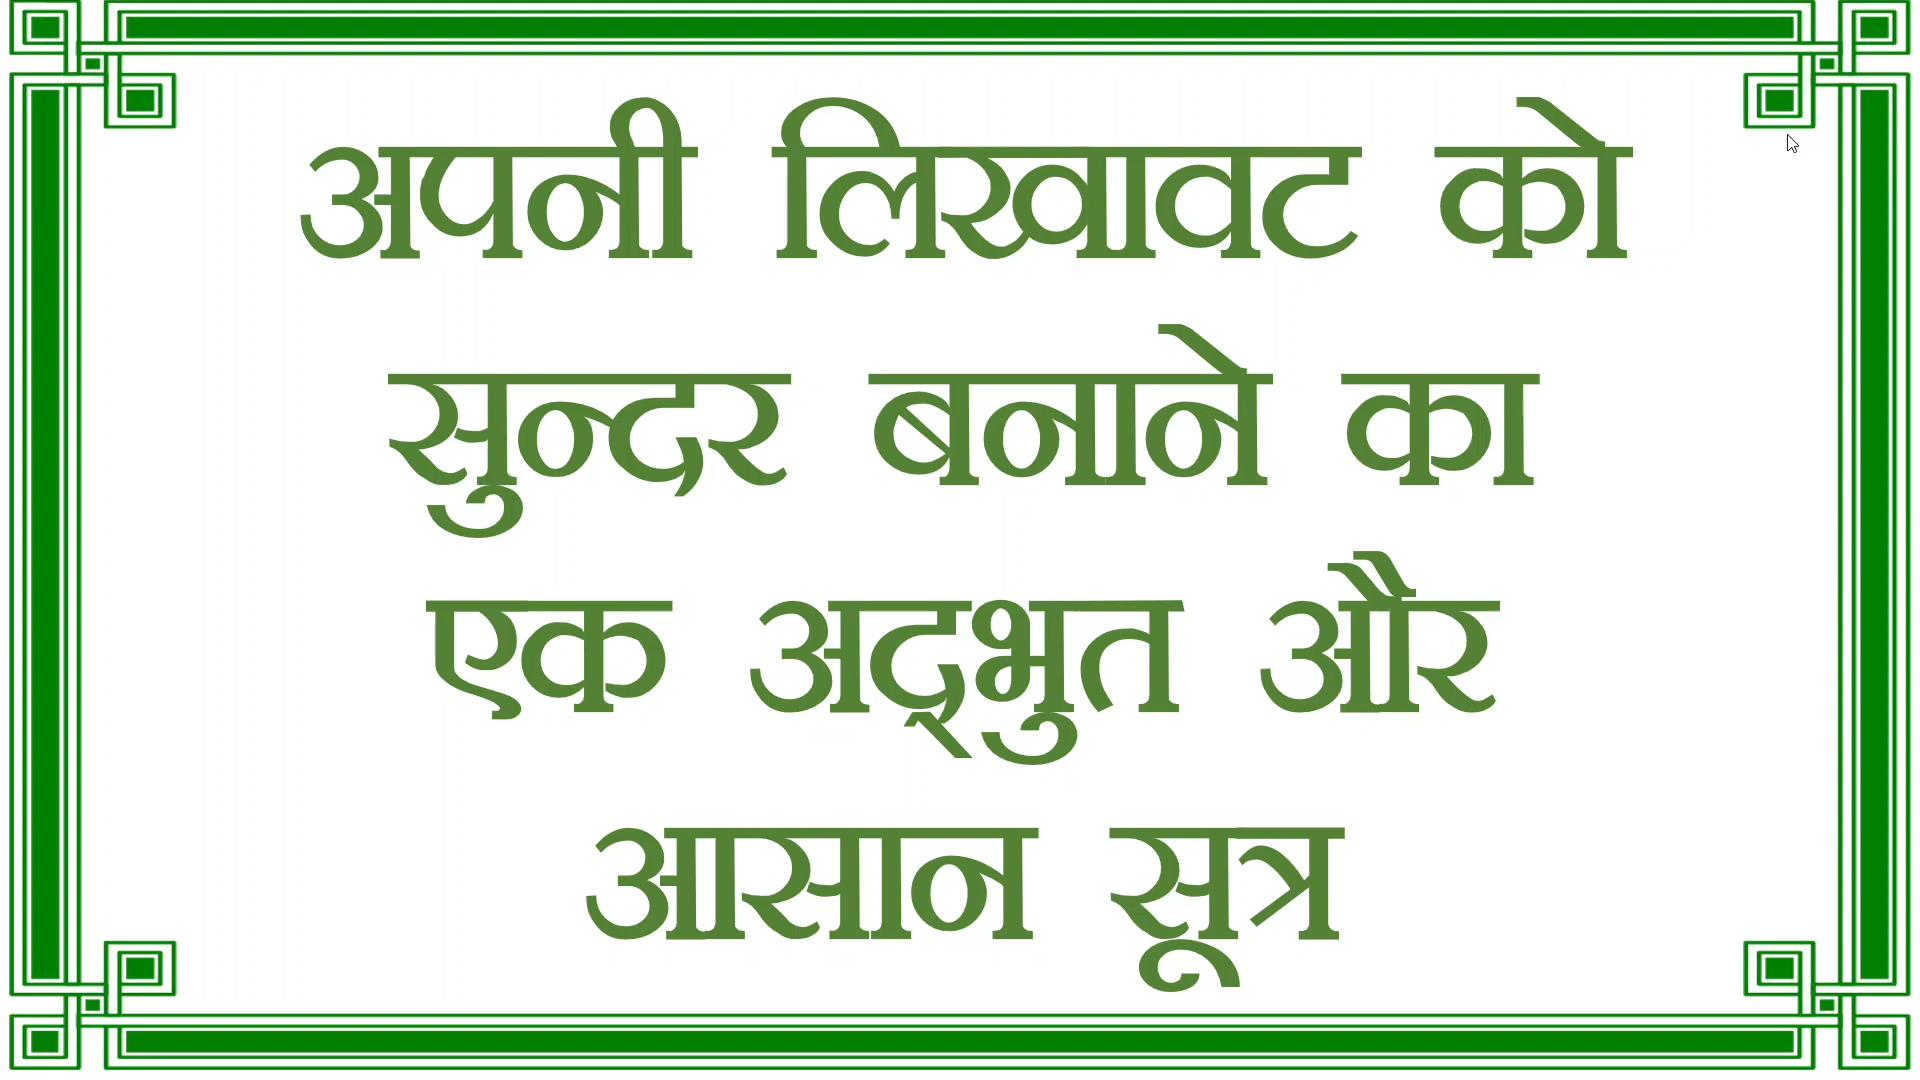 अपनी लिखावट को
सुन्दर बनाने का
एक अद्‌भुत और
आसान सूत्र